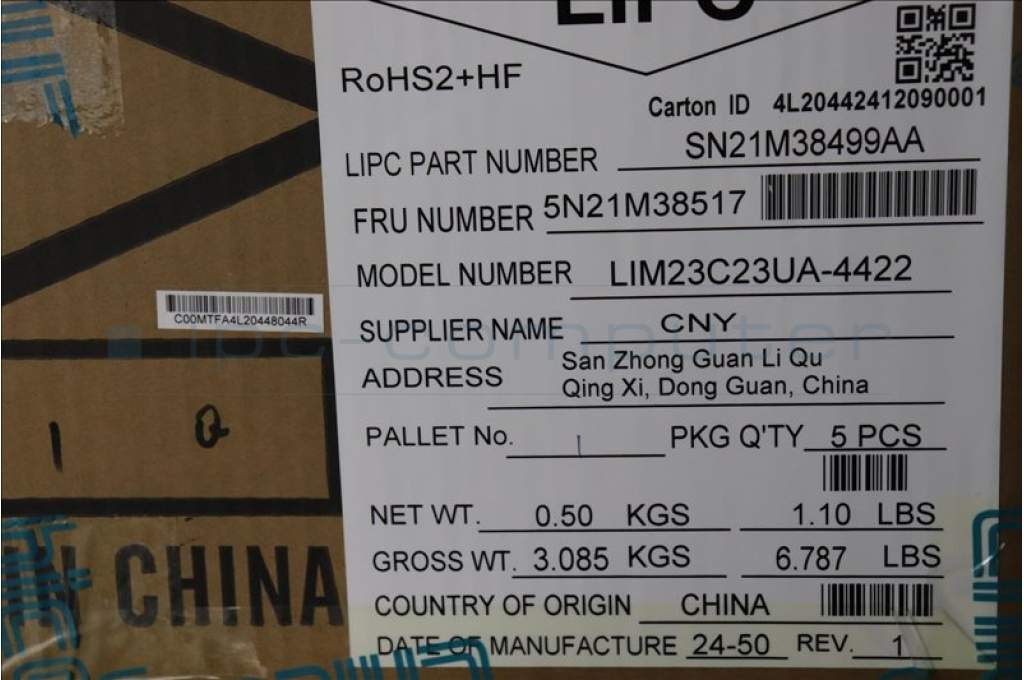 LIPC
RoHS2+HF
Carton ID 4L20442412090001
LIPC PART NUMBER SN21M38499AA
FRU NUMBER 5N21M38517
MODEL NUMBER LIM23C23UA-4422
C00MTFA4L20448044R
SUPPLIER NAME CNY
ipc-computer
ADDRESS San Zhong Guan Li Qu
Qing Xi, Dong Guan, China
PALLET No. 1 PKG Q'TY 5 PCS
NET WT. 0.50 KGS 1.10 LBS
GROSS WT. 3.085 KGS 6.787 LBS
CHINA
COUNTRY OF ORIGIN CHINA
DATE OF MANUFACTURE 24-50 REV. 1